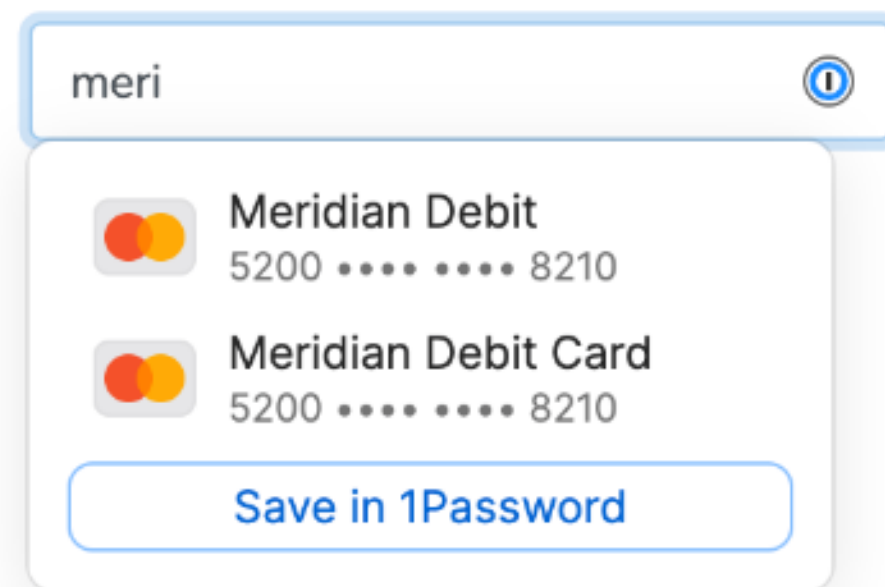 meri
Meridian Debit
5200 •••• •••• 8210
Meridian Debit Card
5200 •••• •••• 8210
Save in 1Password